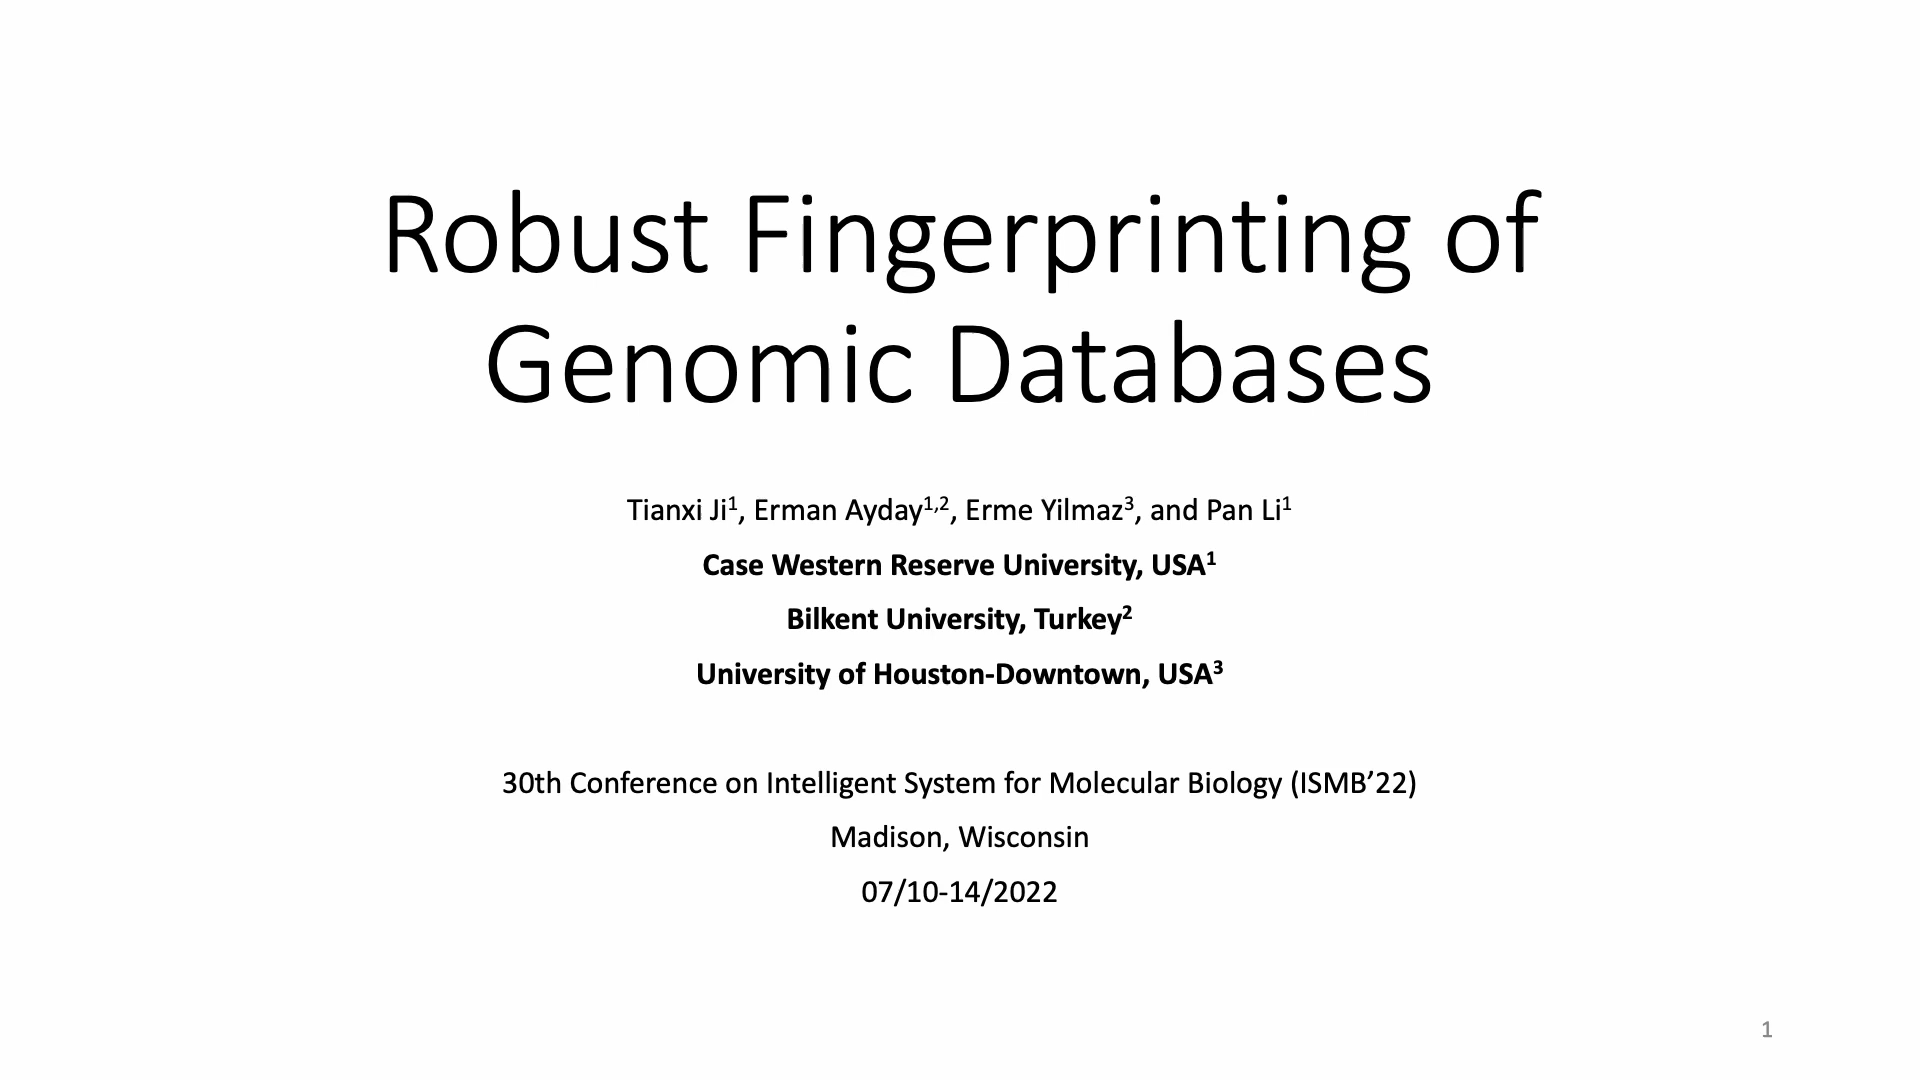 Robust Fingerprinting of
Genomic Databases
Tianxi Ji¹, Erman Ayday¹,², Erme Yilmaz³, and Pan Li¹
Case Western Reserve University, USA¹
Bilkent University, Turkey²
University of Houston-Downtown, USA³
30th Conference on Intelligent System for Molecular Biology (ISMB’22)
Madison, Wisconsin
07/10-14/2022
1